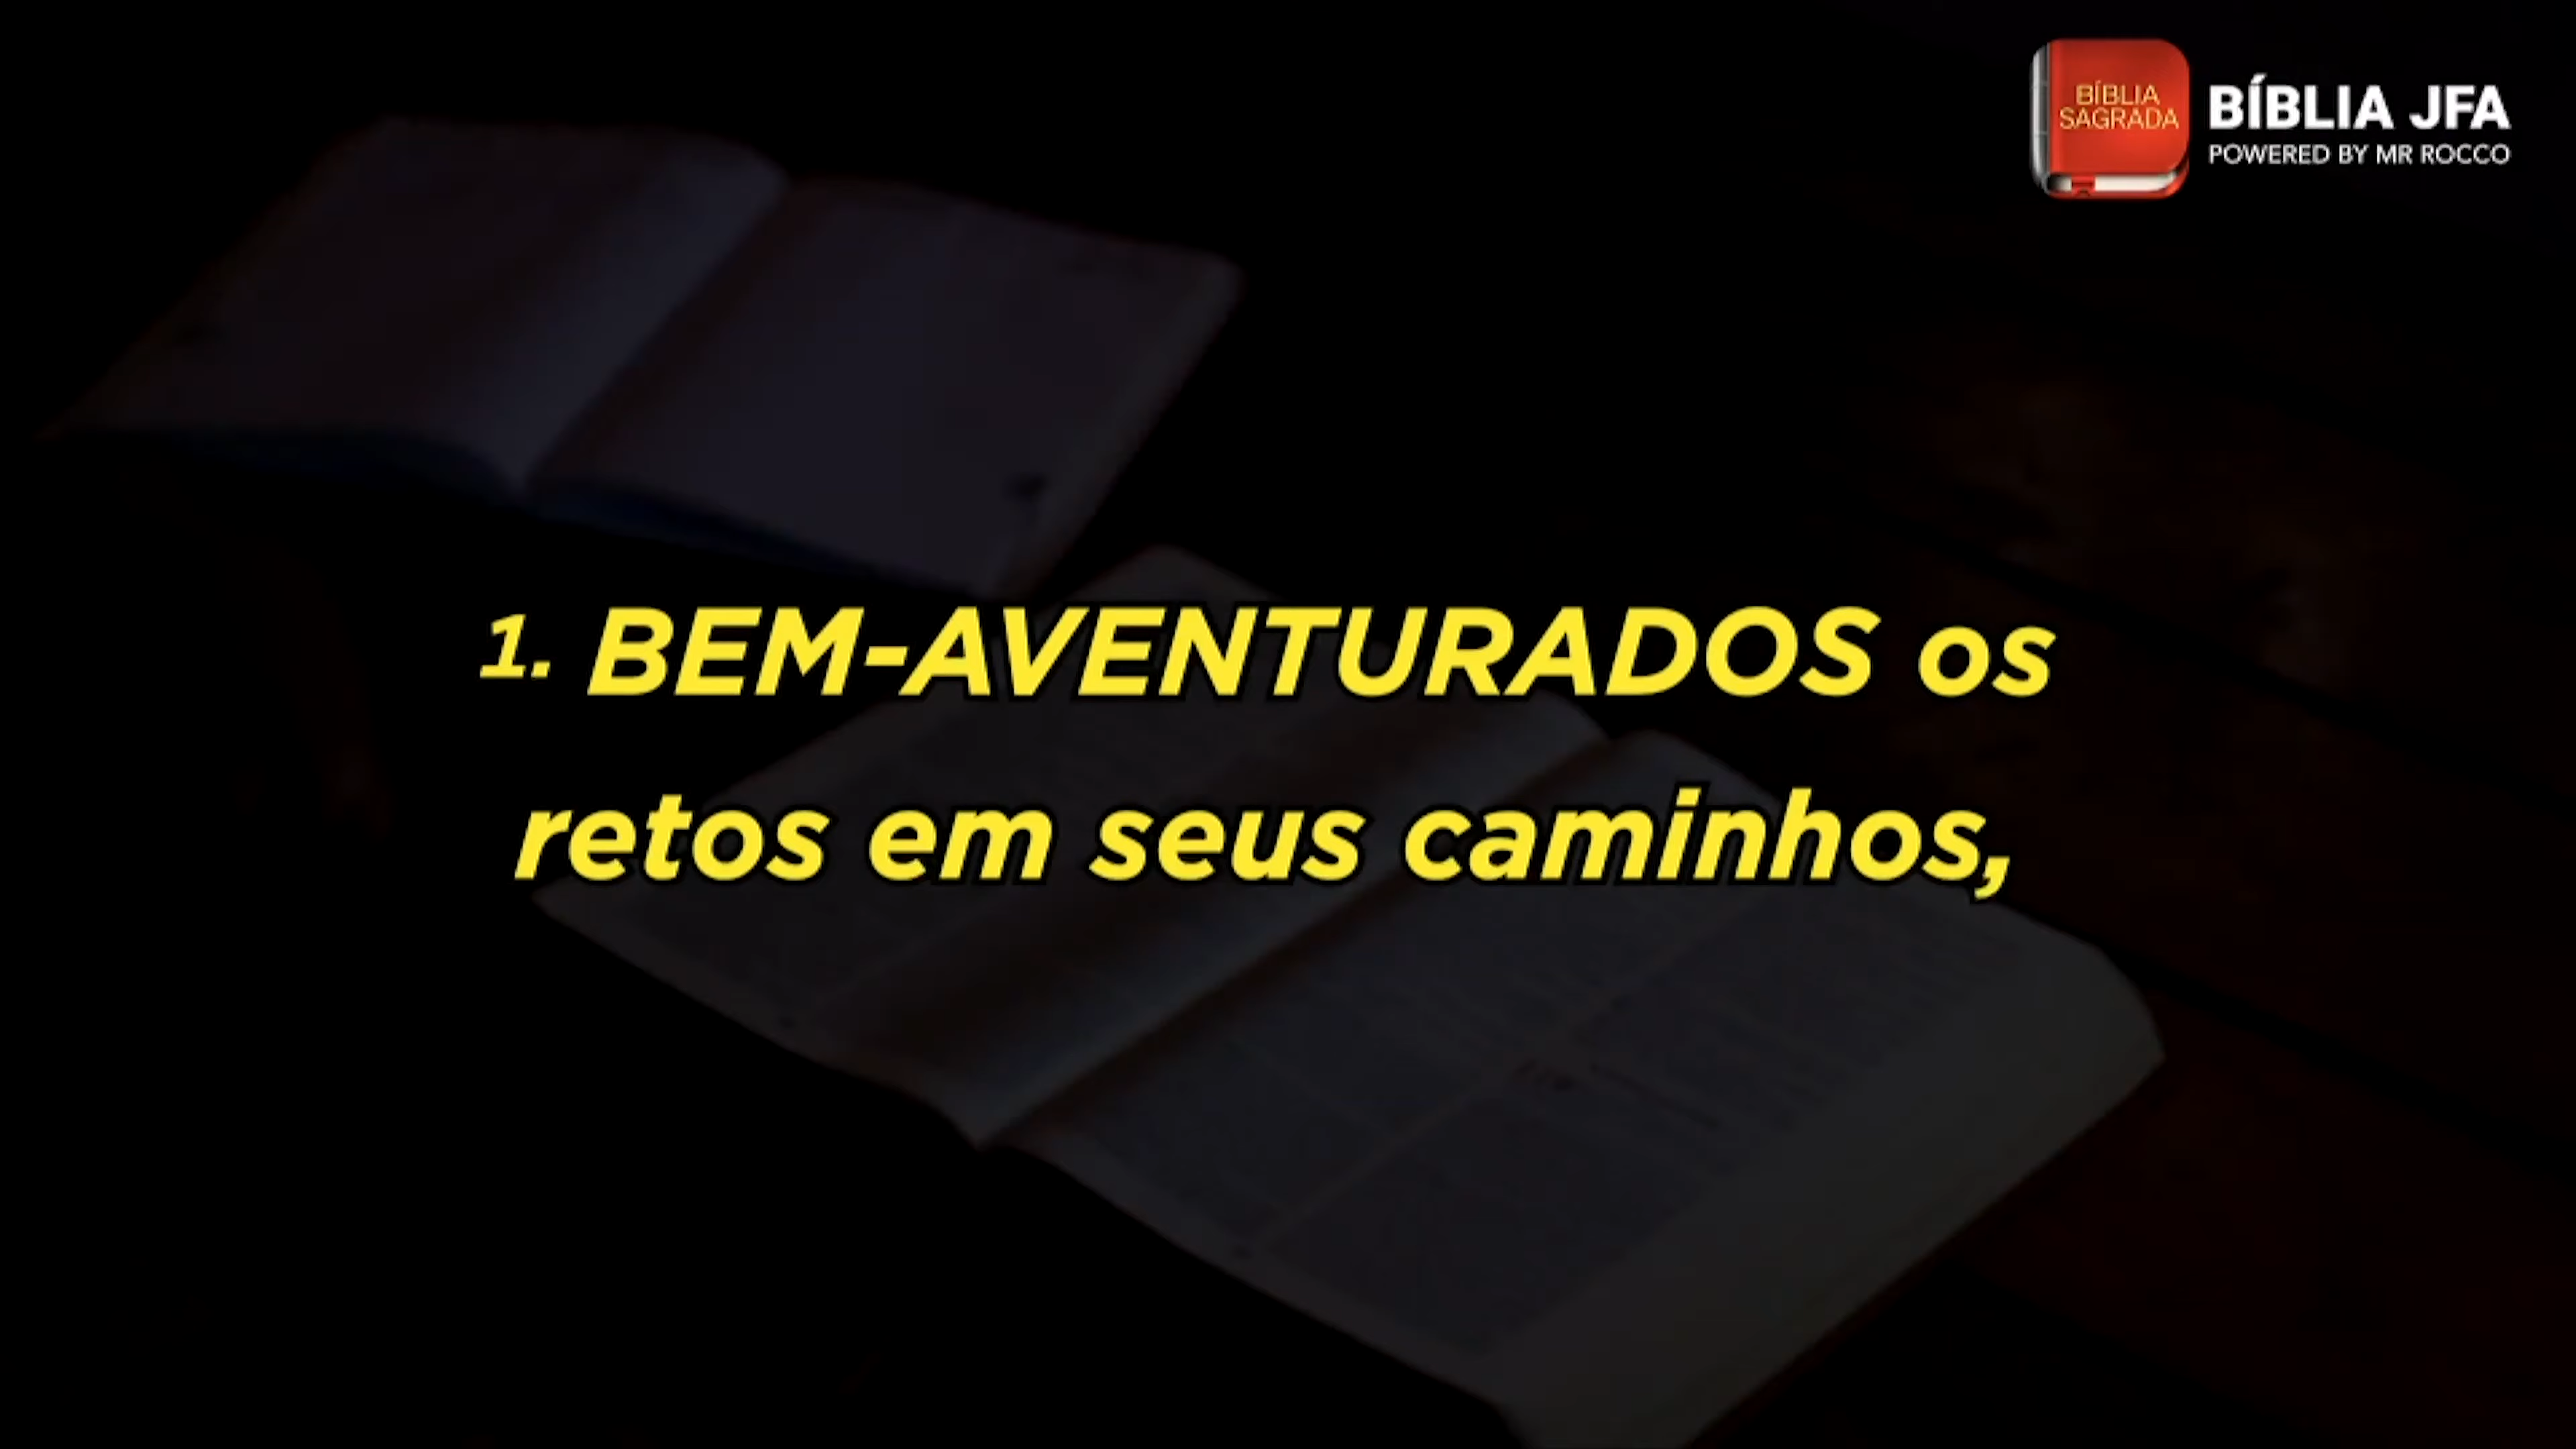 BÍBLIA
SAGRADA
BÍBLIA JFA
POWERED BY MR ROCCO
1. BEM-AVENTURADOS os
retos em seus caminhos,